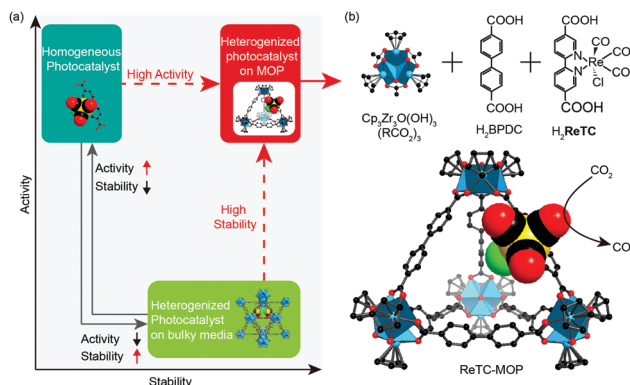 (a)
Homogeneous
Photocatalyst
High Activity
Heterogenized
photocatalyst
on MOP
Activity
Stability
High
Stability
Heterogenized
Photocatalyst
on bulky media
Activity
Stability
Activity
Stability
(b)
Cp₃Zr₃O(OH)₃
(RCO₂)₃
COOH
COOH
H₂BPDC
COOH
N
N
Re
CO
CO
CO
Cl
COOH
H₂ReTC
CO₂
CO
ReTC-MOP